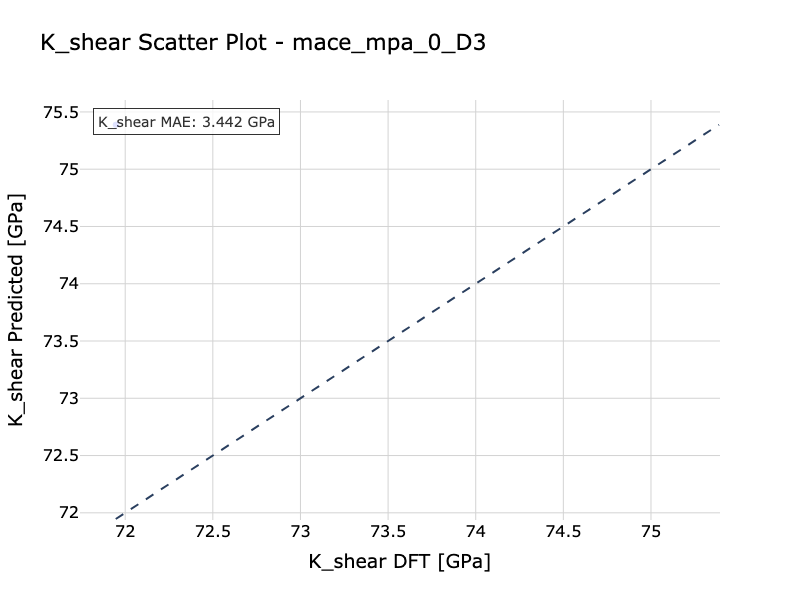 K_shear Scatter Plot - mace_mpa_0_D3
K_shear MAE: 3.442 GPa
75.5
75
74.5
74
73.5
73
72.5
72
K_shear Predicted [GPa]
72 72.5 73 73.5 74 74.5 75
K_shear DFT [GPa]